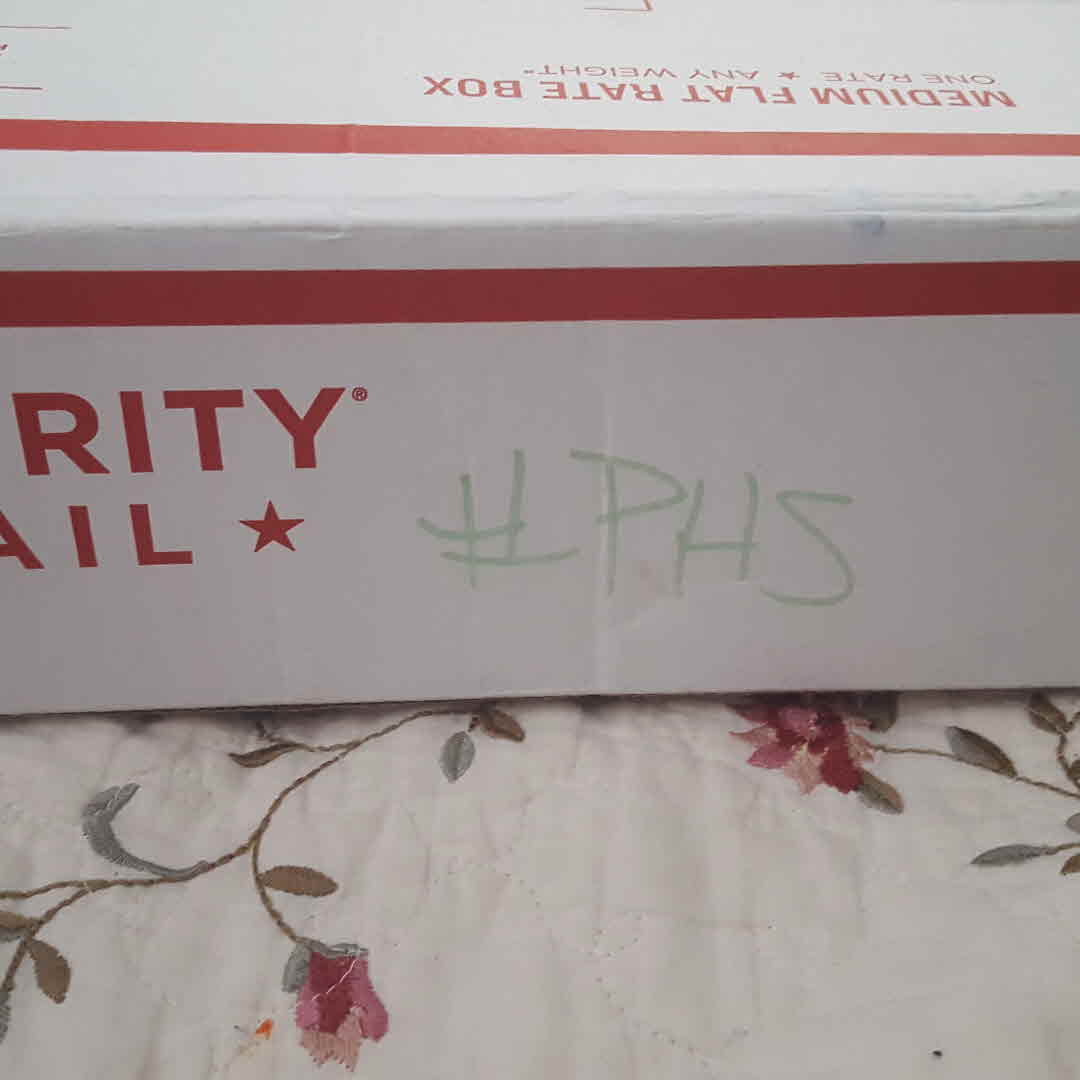 MEDIUM FLAT RATE BOX
ONE RATE ★ ANY WEIGHT*
RITY®
AIL ★
#PHS